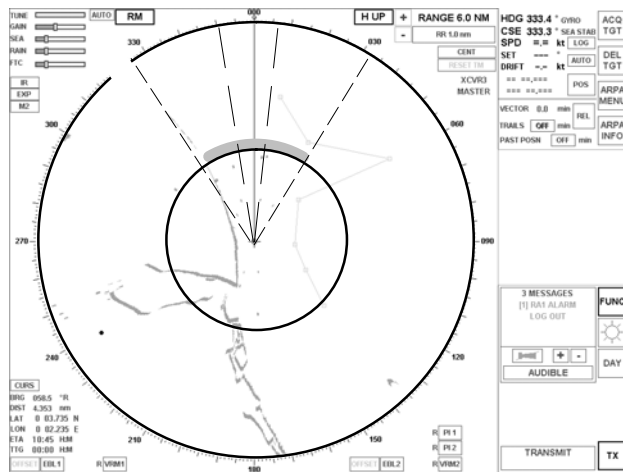 TUNE
GAIN
SEA
RAIN
FTC
AUTO
RM
H UP
+
-
RANGE 6.0 NM
RR 1.0 nm
CENT
RESET TM
XCVR3
MASTER
IR
EXP
M2
HDG 333.4 ° GYRO
CSE 333.3 ° SEA STAB
SPD =.= kt LOG
SET --- °
AUTO
DRIFT -.- kt
POS
VECTOR 0.0 min
REL
TRAILS OFF min
PAST POSN OFF min
ACQ
TGT
DEL
TGT
ARPA
MENU
ARPA
INFO
000
030
060
090
120
150
180
210
240
270
300
330
3 MESSAGES
[1] RA1 ALARM
LOG OUT
+ -
AUDIBLE
FUNC
DAY
TRANSMIT
TX
CURS
BRG 058.5 °R
DIST 4.353 nm
LAT 0 03.735 N
LON 0 02.235 E
ETA 10:45 H:M
TTG 00:00 H:M
OFFSET EBL1
R VRM1
OFFSET EBL2
R PI 1
R PI 2
R VRM2